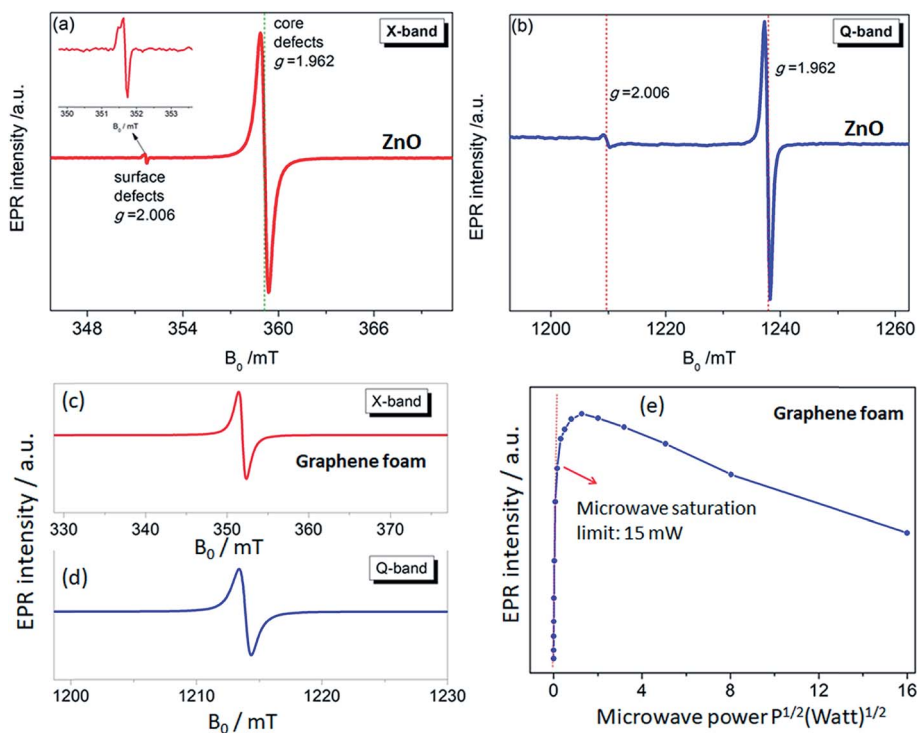 (a)
X-band
core
defects
g=1.962
350 351 352 353
B0 / mT
ZnO
surface
defects
g=2.006
EPR intensity /a.u.
348 354 360 366
B0 /mT
(b)
Q-band
g=1.962
g=2.006
ZnO
EPR intensity /a.u.
1200 1220 1240 1260
B0 /mT
(c)
X-band
Graphene foam
330 340 350 360 370
B0 / mT
EPR intensity / a.u.
(d)
Q-band
1200 1210 1220 1230
B0 / mT
(e)
Graphene foam
Microwave saturation
limit: 15 mW
EPR intensity / a.u.
0 4 8 12 16
Microwave power P1/2(Watt)1/2